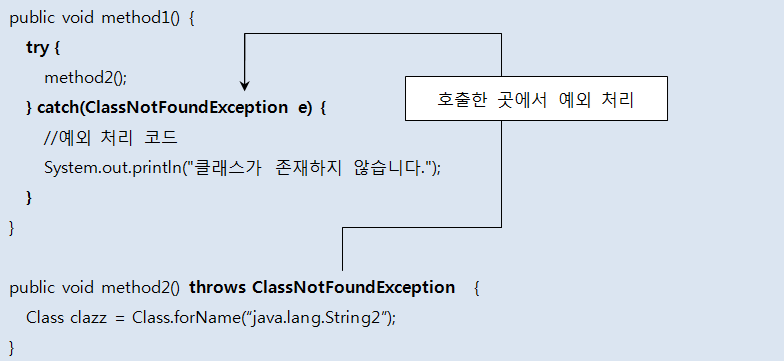 public void method1() {
try {
method2();
} catch(ClassNotFoundException e) {
호출한 곳에서 예외 처리
//예외 처리 코드
System.out.println("클래스가 존재하지 않습니다.");
}
}
public void method2() throws ClassNotFoundException {
Class clazz = Class.forName(“java.lang.String2”);
}